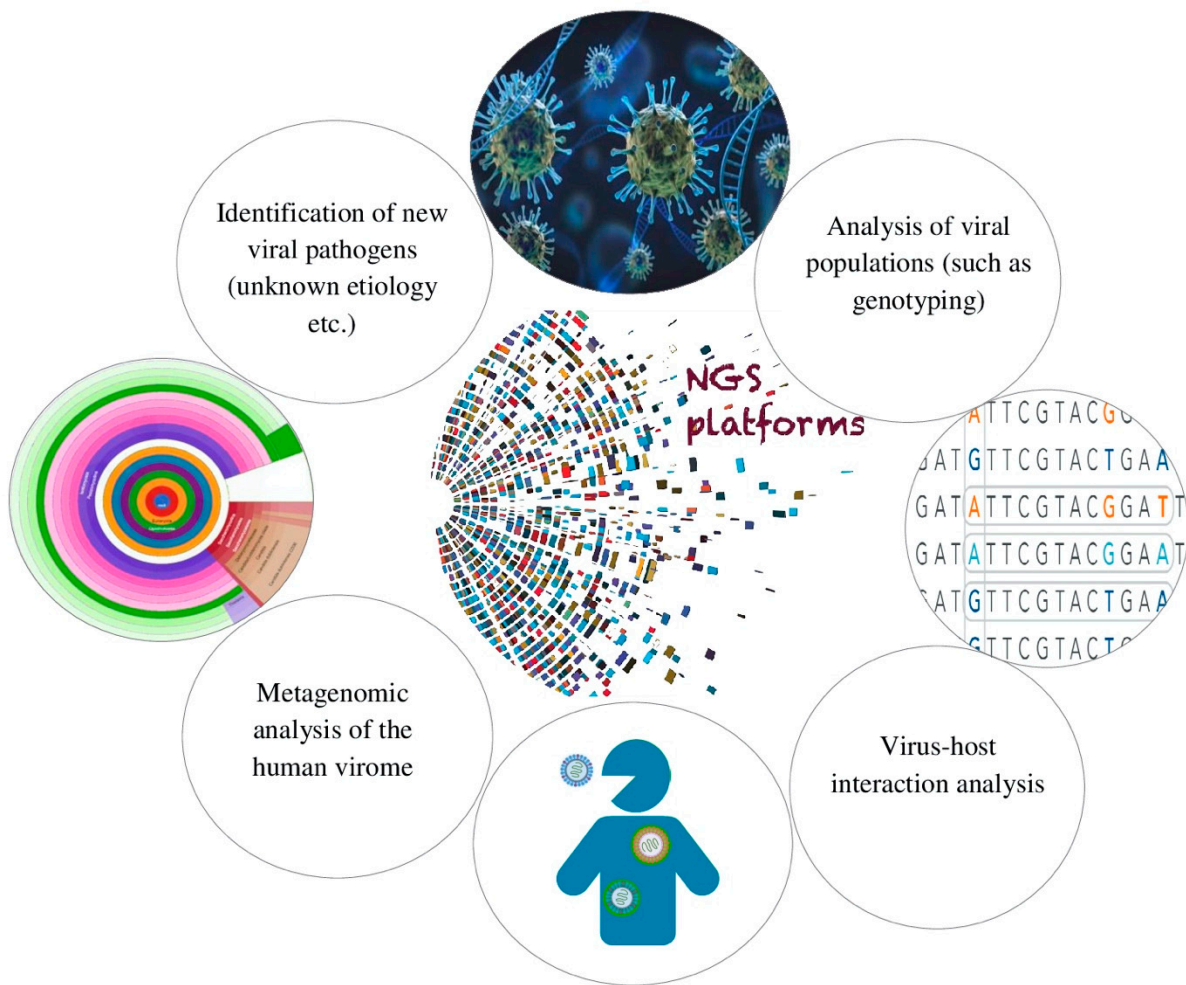 Identification of new
viral pathogens
(unknown etiology
etc.)
Analysis of viral
populations (such as
genotyping)
NGS
platforms
ATTCGTACG
GATGTTCGTACTGAA
GATATTCGTACGGATT
GATATTCGTACGGAAT
GATGTTCGTACTGAA
GTTCGTACT
Metagenomic
analysis of the
human virome
Virus-host
interaction analysis